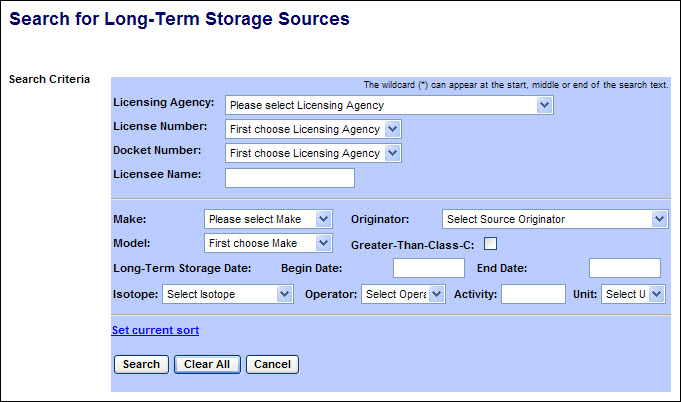 Search for Long-Term Storage Sources
Search Criteria
The wildcard (*) can appear at the start, middle or end of the search text.
Licensing Agency: Please select Licensing Agency
License Number: First choose Licensing Agency
Docket Number: First choose Licensing Agency
Licensee Name:
Make: Please select Make Originator: Select Source Originator
Model: First choose Make Greater-Than-Class-C:
Long-Term Storage Date: Begin Date: End Date:
Isotope: Select Isotope Operator: Select Opera Activity: Unit: Select U
Set current sort
Search Clear All Cancel